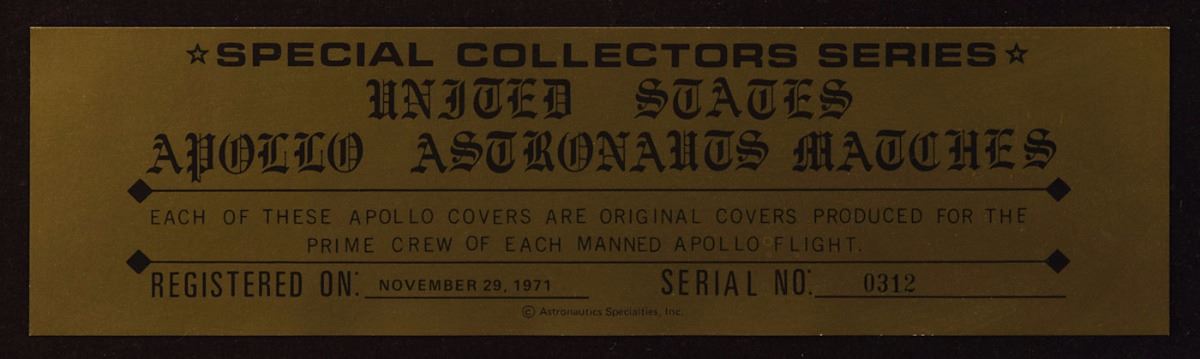 ☆SPECIAL COLLECTORS SERIES☆
UNITED STATES
APOLLO ASTRONAUTS MATCHES
EACH OF THESE APOLLO COVERS ARE ORIGINAL COVERS PRODUCED FOR THE
PRIME CREW OF EACH MANNED APOLLO FLIGHT.
REGISTERED ON: NOVEMBER 29, 1971 SERIAL NO: 0312
© Astronautics Specialties, Inc.